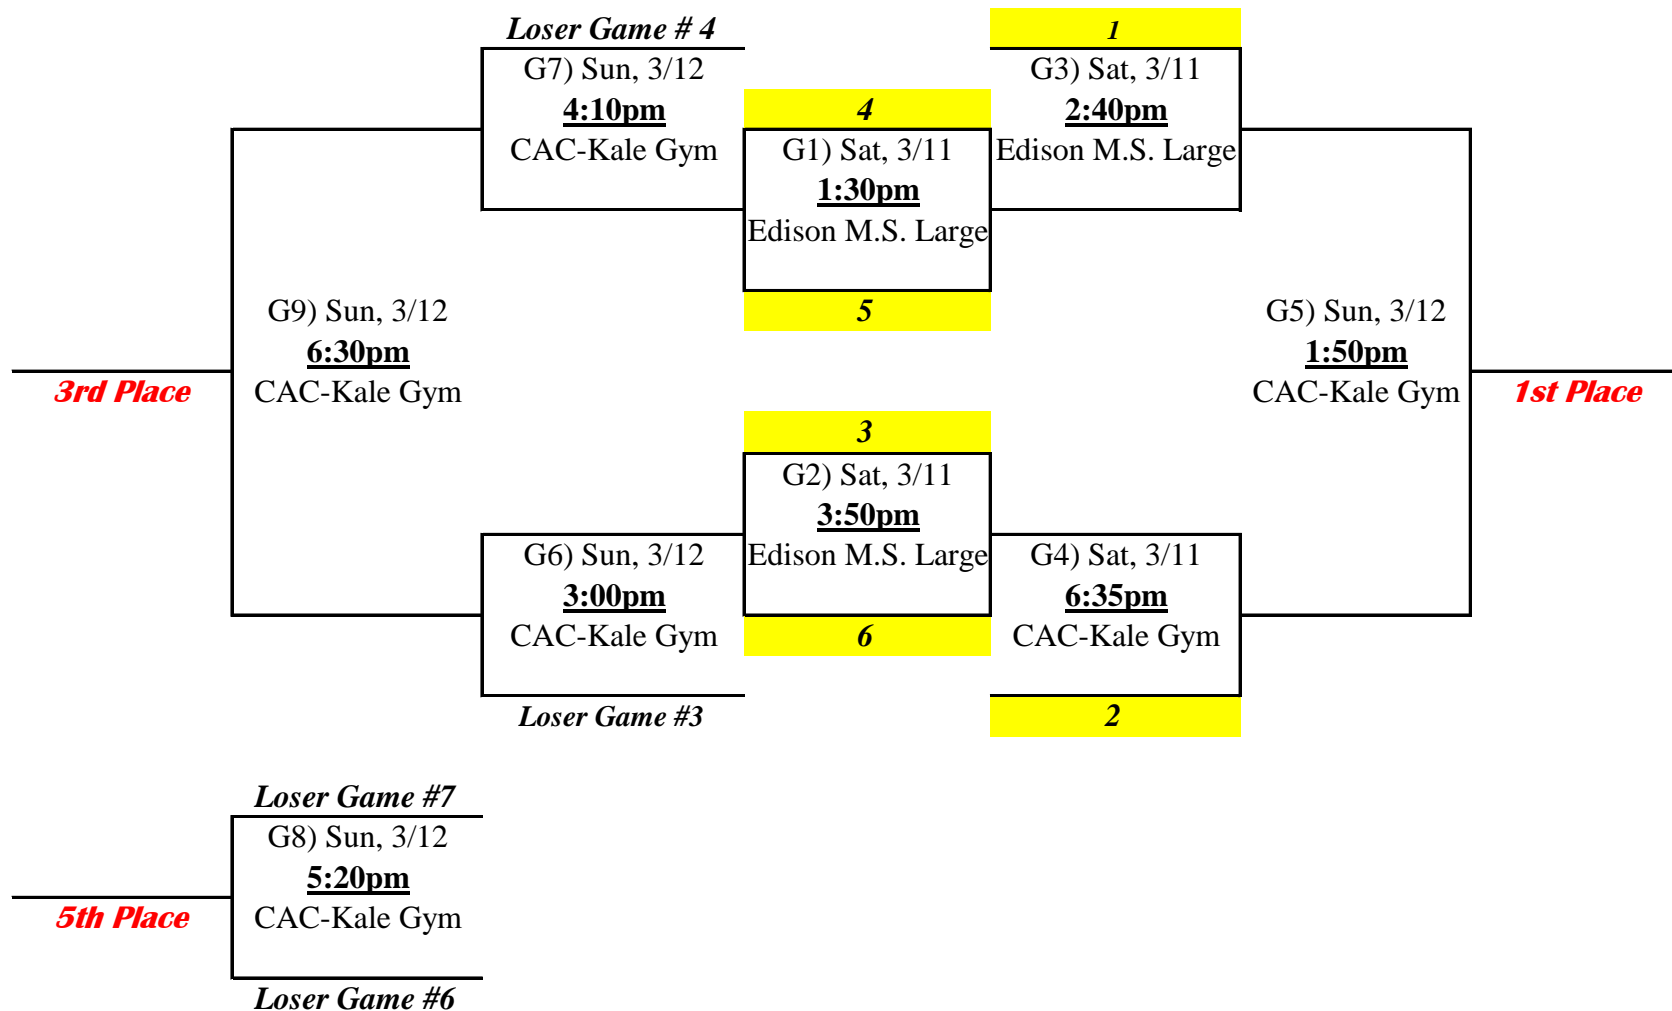 Loser Game # 4
1
G7) Sun, 3/12
4:10pm
CAC-Kale Gym
G3) Sat, 3/11
2:40pm
Edison M.S. Large
4
G1) Sat, 3/11
1:30pm
Edison M.S. Large
5
G9) Sun, 3/12
6:30pm
CAC-Kale Gym
3rd Place
G5) Sun, 3/12
1:50pm
CAC-Kale Gym
1st Place
3
G2) Sat, 3/11
3:50pm
Edison M.S. Large
6
G6) Sun, 3/12
3:00pm
CAC-Kale Gym
Loser Game #3
G4) Sat, 3/11
6:35pm
CAC-Kale Gym
2
Loser Game #7
G8) Sun, 3/12
5:20pm
CAC-Kale Gym
5th Place
Loser Game #6